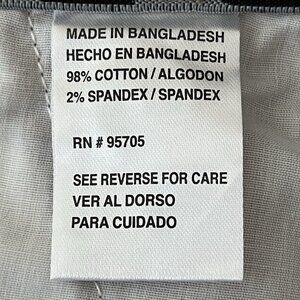 MADE IN BANGLADESH
HECHO EN BANGLADESH
98% COTTON / ALGODON
2% SPANDEX / SPANDEX
RN # 95705
SEE REVERSE FOR CARE
VER AL DORSO
PARA CUIDADO